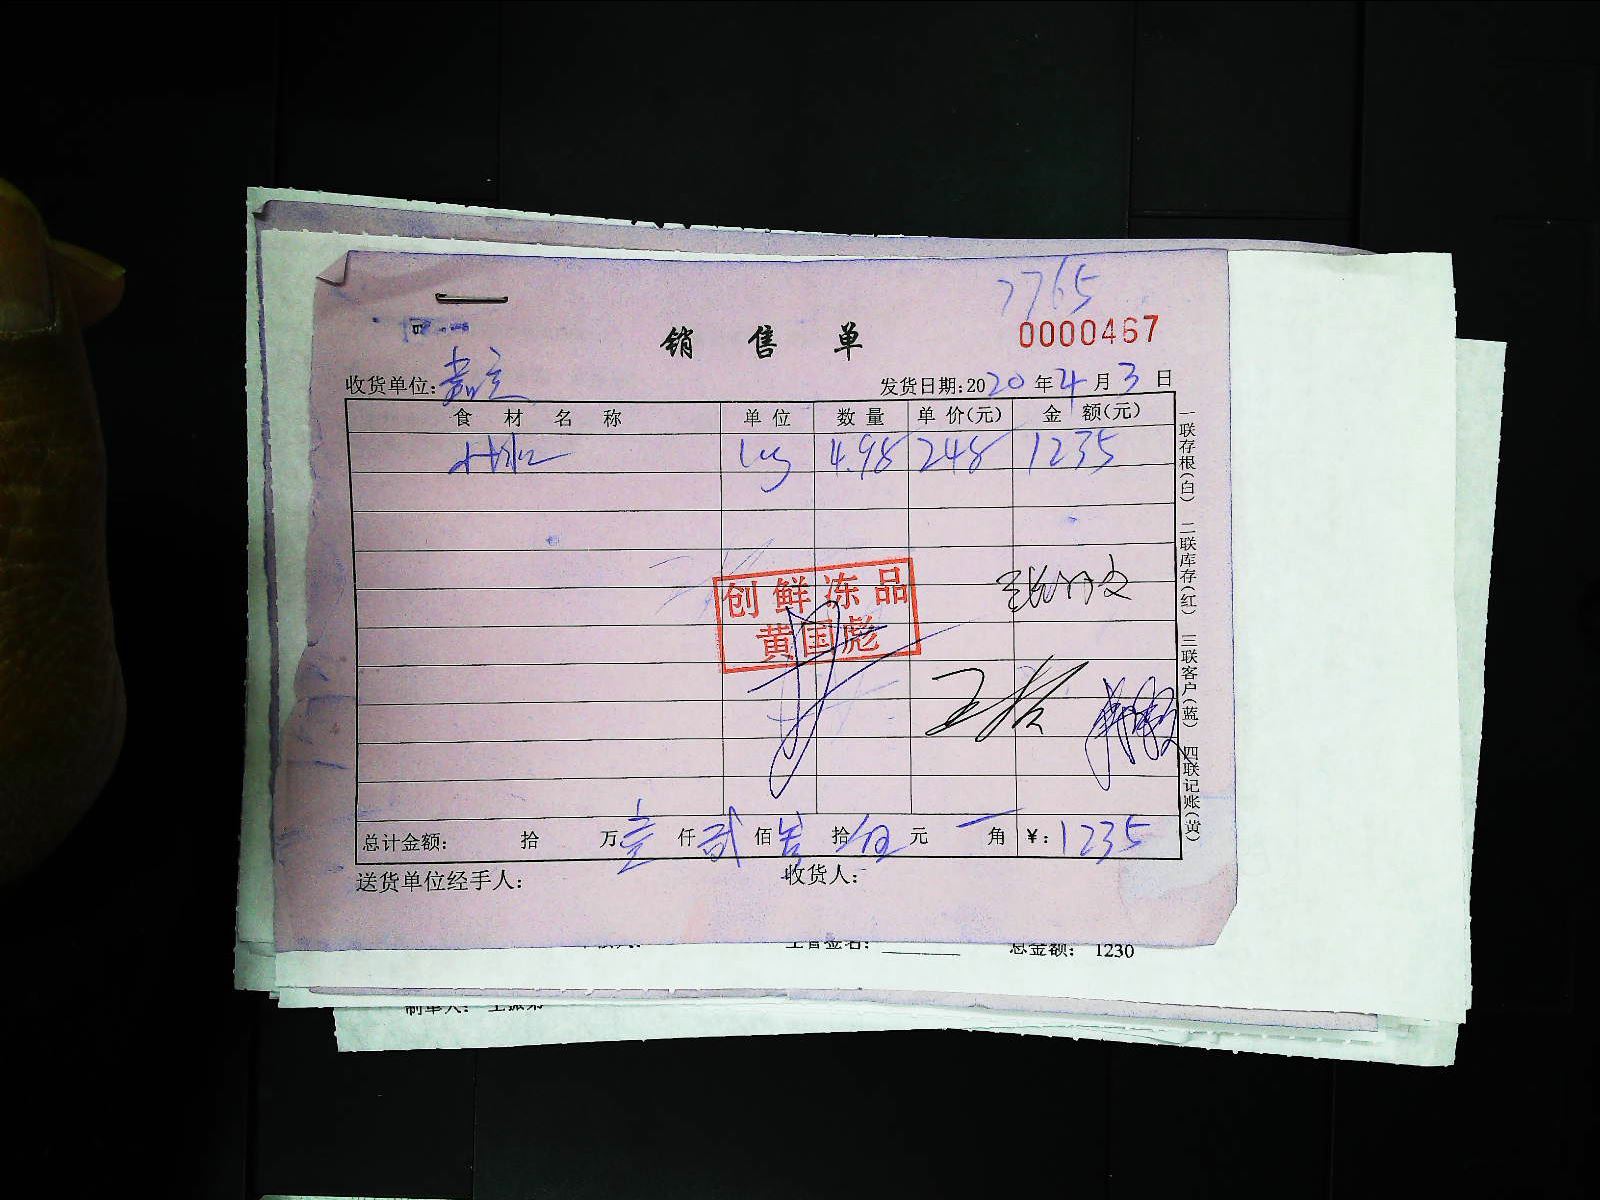 7765
销售单
0000467
收货单位:
发货日期:2020年4月3日
食材名称 单位 数量 单价(元) 金额(元)
kg 4.98 248 1235
创鲜冻品
黄国彪
总计金额: 拾 万壹仟贰佰叁拾伍元 角 ¥:1235
送货单位经手人: 收货人:
一联存根(白) 二联库存(红) 三联客户(蓝) 四联记账(黄)
主管签名: 总金额: 1230
制单人: